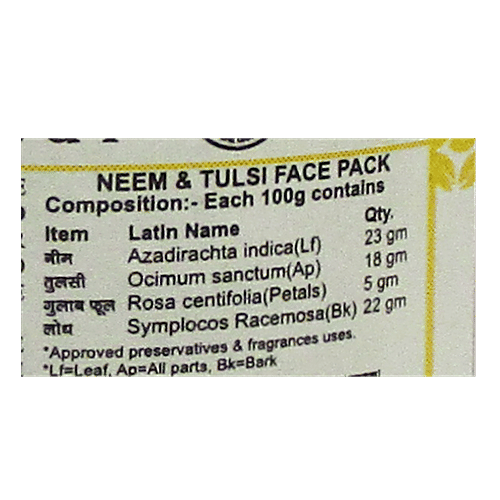 NEEM & TULSI FACE PACK
Composition:- Each 100g contains
Item Latin Name Qty.
नीम Azadirachta indica(Lf) 23 gm
तुलसी Ocimum sanctum(Ap) 18 gm
गुलाब फूल Rosa centifolia(Petals) 5 gm
लोध Symplocos Racemosa(Bk) 22 gm
*Approved preservatives & fragrances uses.
*Lf=Leaf, Ap=All parts, Bk=Bark